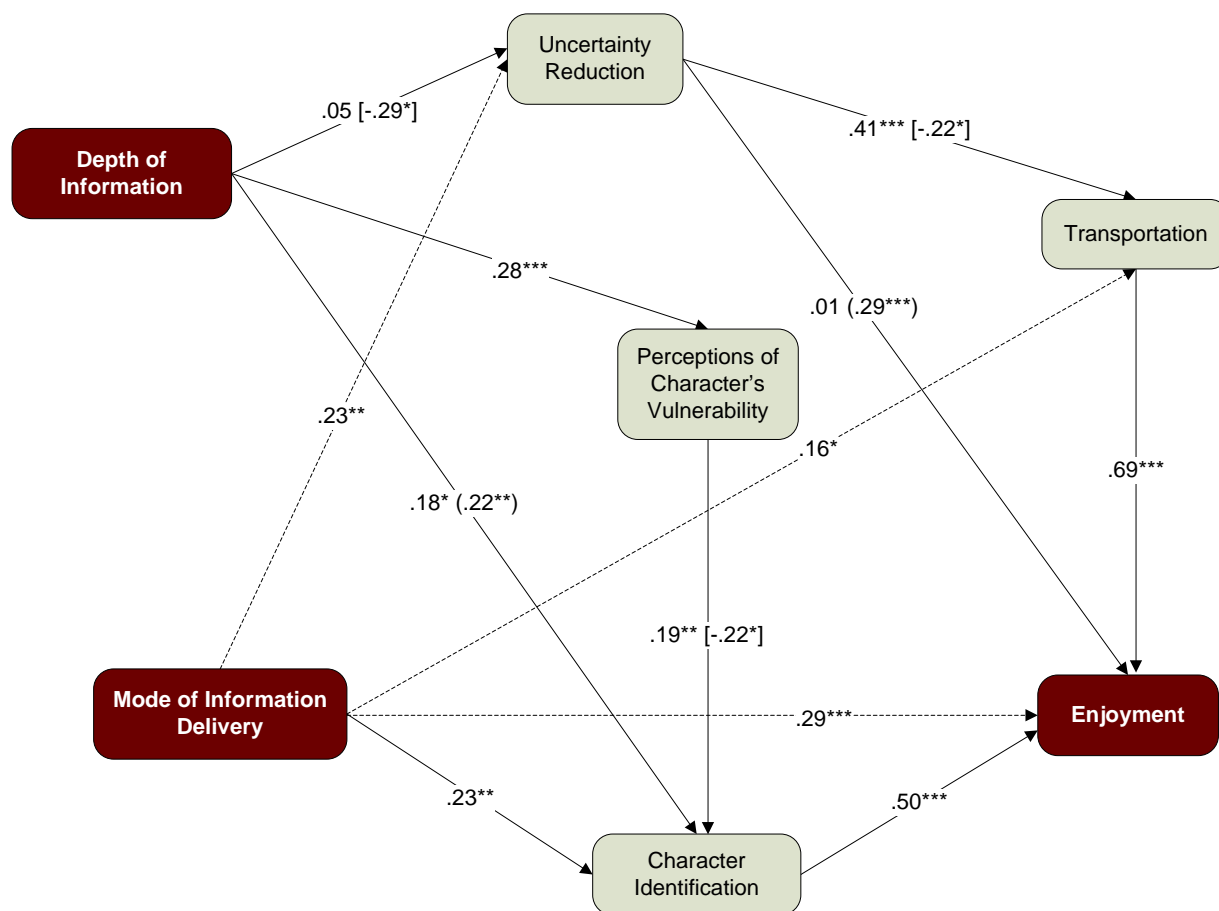 Uncertainty
Reduction
.05 [-.29*]
.41*** [-.22*]
Depth of
Information
Transportation
.28***
.01 (.29***)
Perceptions of
Character's
Vulnerability
.23**
.16*
.69***
.18* (.22**)
.19** [-.22*]
Mode of Information
Delivery
.29***
Enjoyment
.23**
.50***
Character
Identification